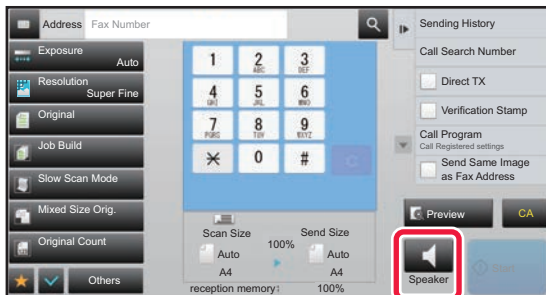 Address Fax Number
Sending History
Call Search Number
Direct TX
Verification Stamp
Call Program
Call Registered settings
Send Same Image
as Fax Address
Exposure
Auto
Resolution
Super Fine
Original
Job Build
Slow Scan Mode
Mixed Size Orig.
Original Count
Others
1
2 ABC
3 DEF
4 GHI
5 JKL
6 MNO
7 PQRS
8 TUV
9 WXYZ
0
#
C
Scan Size
Send Size
100%
Auto
A4
Auto
A4
reception memory: 100%
Preview
CA
Speaker
Start